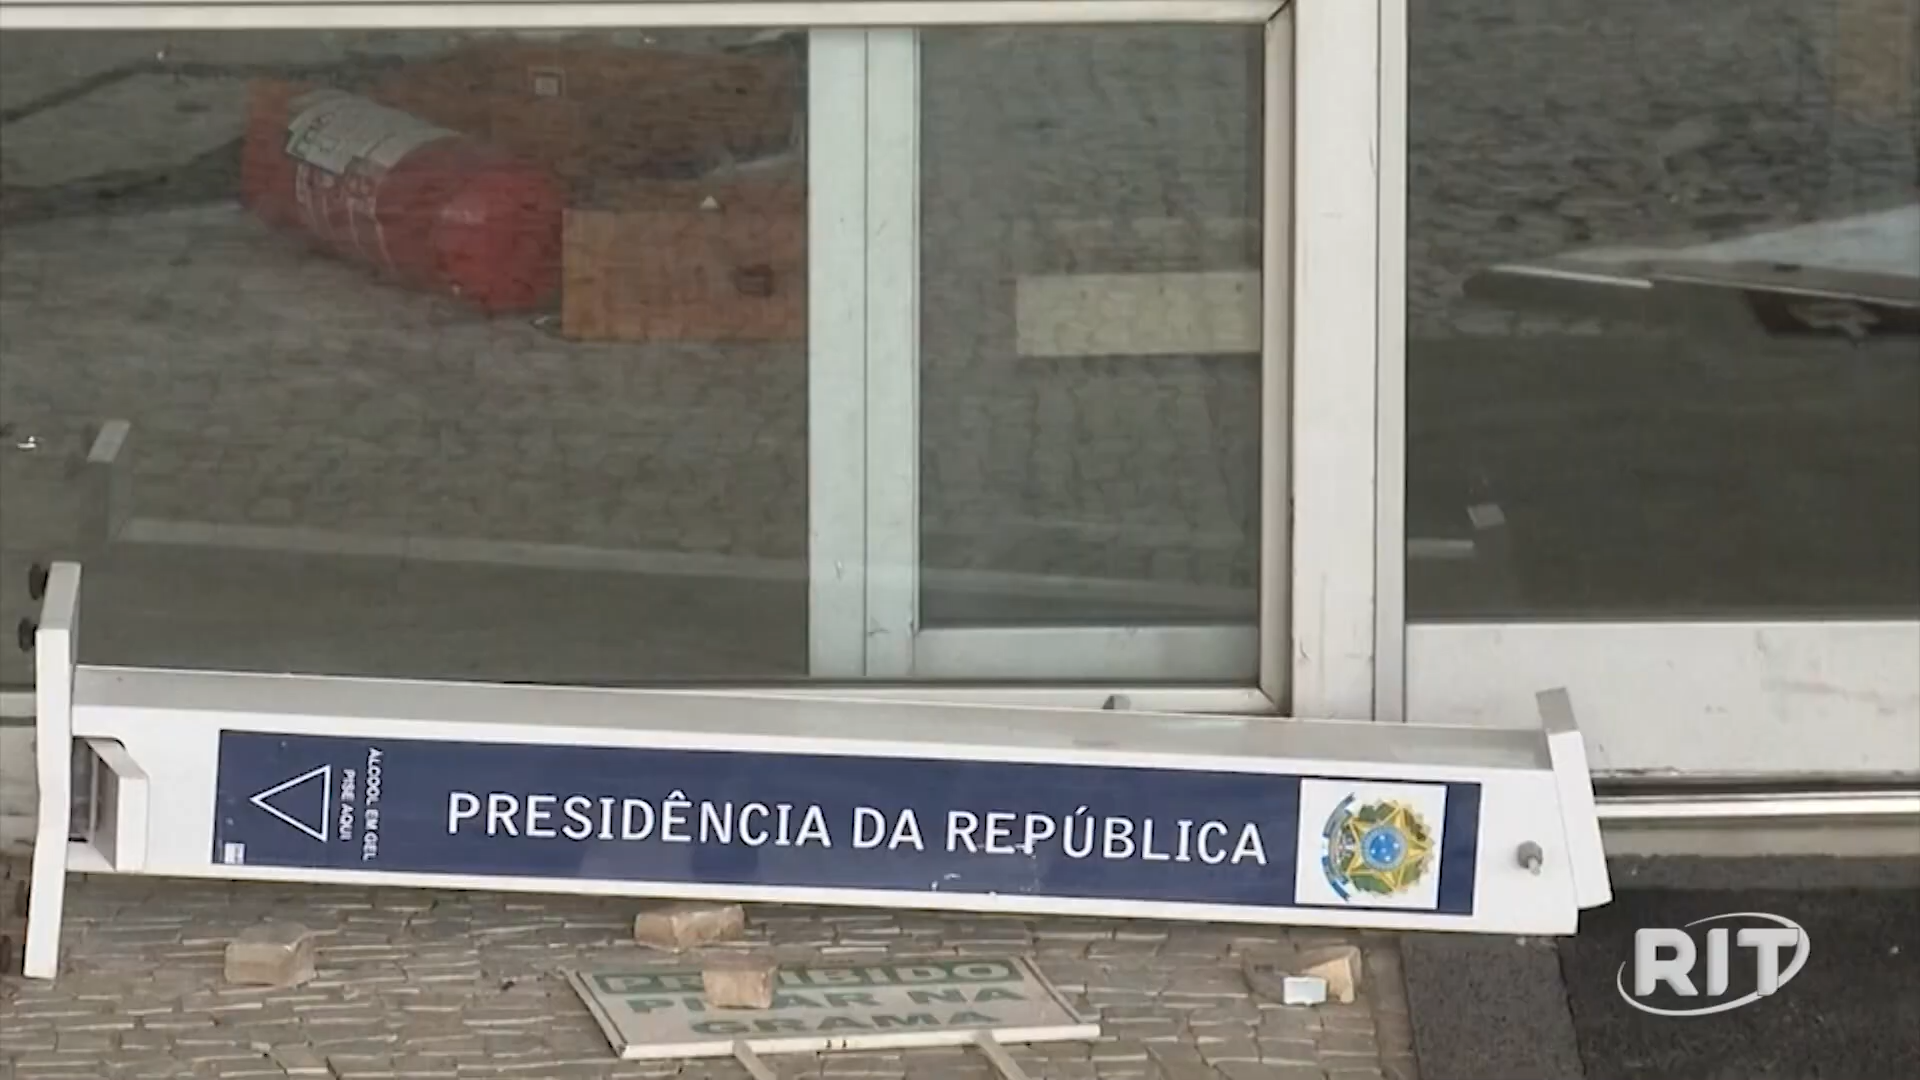 ÁLCOOL EM GEL
PISE AQUI
PRESIDÊNCIA DA REPÚBLICA
PROIBIDO
PISAR NA
GRAMA
RIT